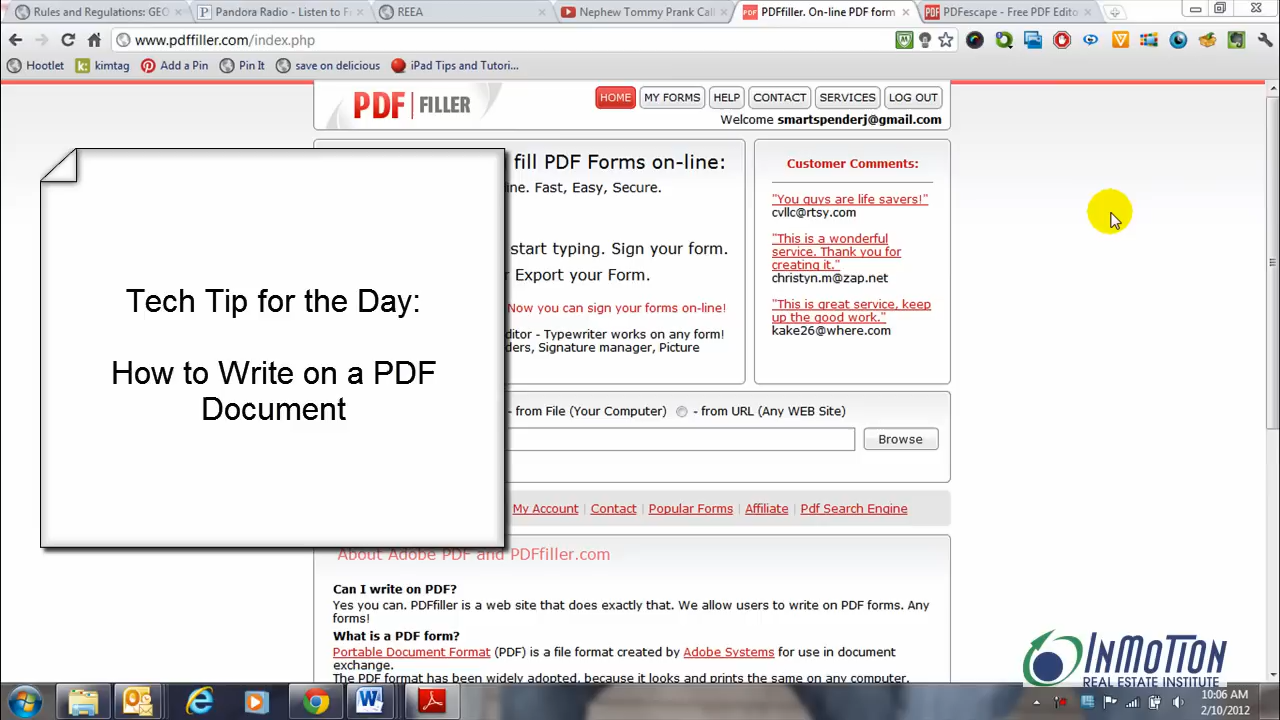 Rules and Regulations: GEO
Pandora Radio - Listen to F
REEA
Nephew Tommy Prank Call
PDFfiller. On-line PDF form
PDFescape - Free PDF Edito
www.pdffiller.com/index.php
Hootlet
kimtag
Add a Pin
Pin It
save on delicious
iPad Tips and Tutori...
PDF FILLER
HOME
MY FORMS
HELP
CONTACT
SERVICES
LOG OUT
Welcome smartspenderj@gmail.com
fill PDF Forms on-line:
ine. Fast, Easy, Secure.
start typing. Sign your form.
r Export your Form.
Now you can sign your forms on-line!
ditor - Typewriter works on any form!
ders, Signature manager, Picture
Customer Comments:
"You guys are life savers!"
cvllc@rtsy.com
"This is a wonderful
service. Thank you for
creating it."
christyn.m@zap.net
"This is great service, keep
up the good work."
kake26@where.com
Tech Tip for the Day:
How to Write on a PDF
Document
- from File (Your Computer)
- from URL (Any WEB Site)
Browse
My Account | Contact | Popular Forms | Affiliate | Pdf Search Engine
About Adobe PDF and PDFfiller.com
Can I write on PDF?
Yes you can. PDFfiller is a web site that does exactly that. We allow users to write on PDF forms. Any
forms!
What is a PDF form?
Portable Document Format (PDF) is a file format created by Adobe Systems for use in document
exchange.
The PDF format has been widely adopted, because it looks and prints the same on any computer.
INMOTION
REAL ESTATE INSTITUTE
10:06 AM
2/10/2012